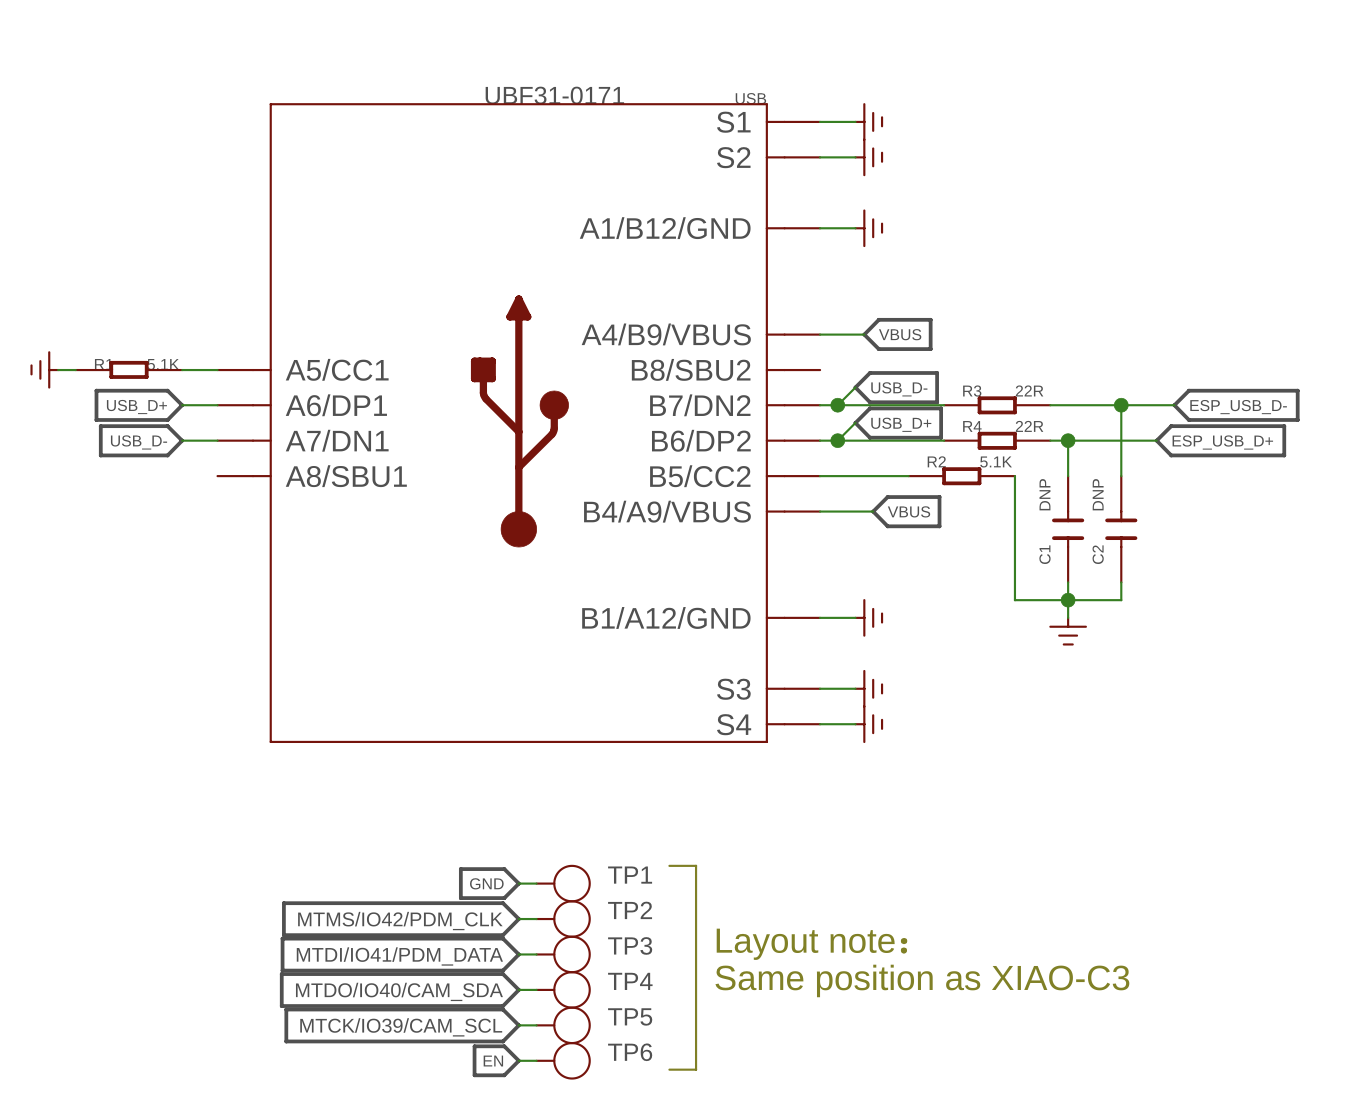 UBF31-0171
USB
S1
S2
A1/B12/GND
A4/B9/VBUS
VBUS
R1
5.1K
A5/CC1
B8/SBU2
USB_D-
USB_D+
A6/DP1
B7/DN2
R3
22R
ESP_USB_D-
USB_D+
USB_D-
A7/DN1
B6/DP2
R4
22R
ESP_USB_D+
A8/SBU1
B5/CC2
R2
5.1K
DNP
DNP
B4/A9/VBUS
VBUS
C1
C2
B1/A12/GND
S3
S4
GND
TP1
MTMS/IO42/PDM_CLK
TP2
MTDI/IO41/PDM_DATA
TP3
MTDO/IO40/CAM_SDA
TP4
MTCK/IO39/CAM_SCL
TP5
EN
TP6
Layout note：
Same position as XIAO-C3